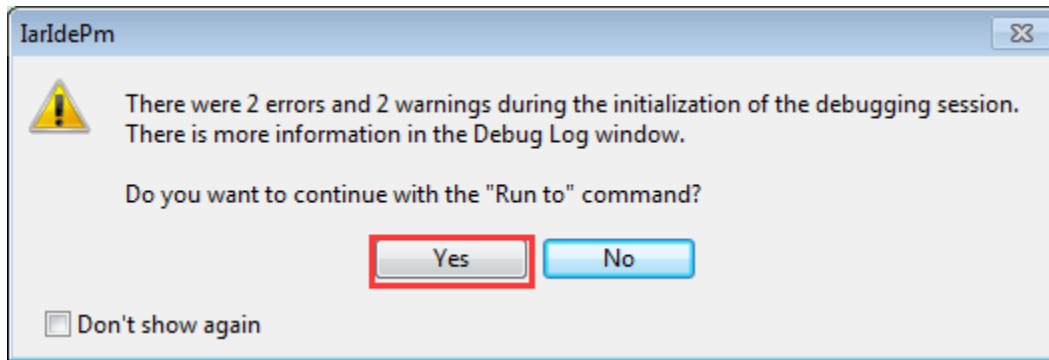 IarIdePm
There were 2 errors and 2 warnings during the initialization of the debugging session.
There is more information in the Debug Log window.
Do you want to continue with the "Run to" command?
Yes
No
Don't show again